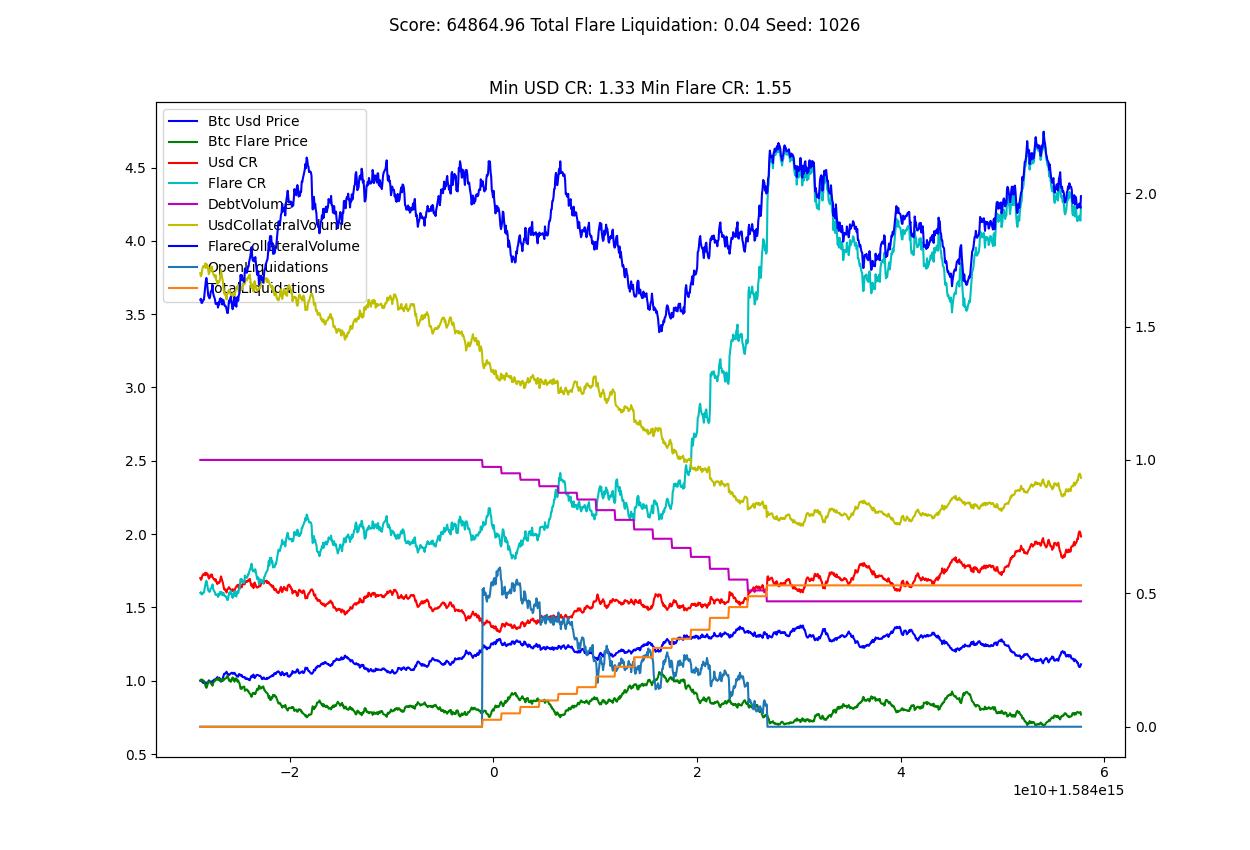 Score: 64864.96 Total Flare Liquidation: 0.04 Seed: 1026
Min USD CR: 1.33 Min Flare CR: 1.55
Btc Usd Price
Btc Flare Price
Usd CR
Flare CR
DebtVolume
UsdCollateralVolume
FlareCollateralVolume
OpenLiquidations
TotalLiquidations
4.5
4.0
3.5
3.0
2.5
2.0
1.5
1.0
0.5
2.0
1.5
1.0
0.5
0.0
−2 0 2 4 6
1e10+1.584e15